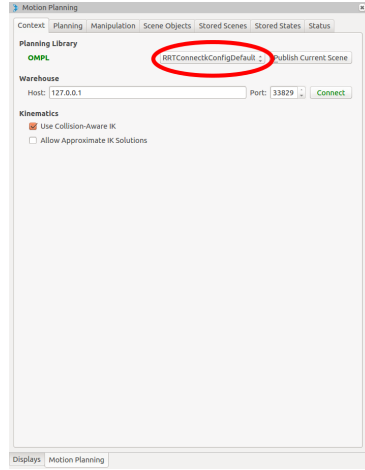 Motion Planning
Context Planning Manipulation Scene Objects Stored Scenes Stored States Status
Planning Library
OMPL RRTConnectkConfigDefault Publish Current Scene
Warehouse
Host: 127.0.0.1 Port: 33829 Connect
Kinematics
Use Collision-Aware IK
Allow Approximate IK Solutions
Displays Motion Planning